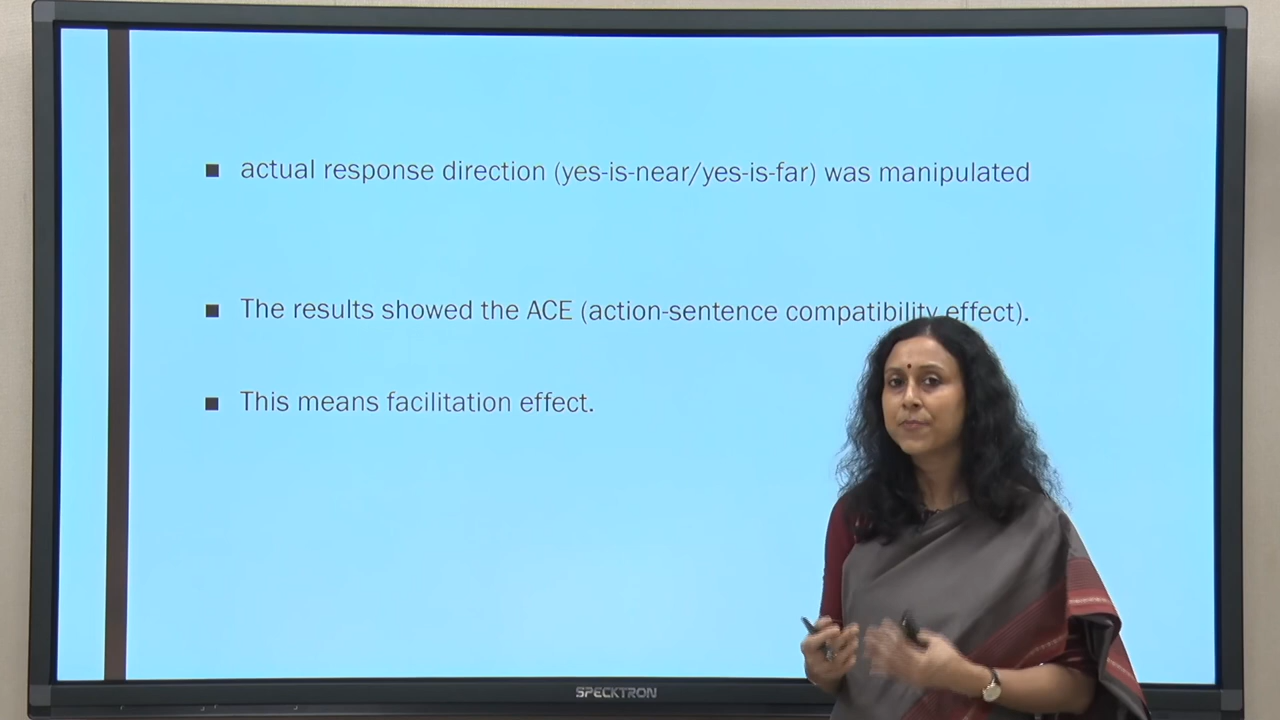 actual response direction (yes-is-near/yes-is-far) was manipulated
The results showed the ACE (action-sentence compatibility effect).
This means facilitation effect.
SPECKTRON